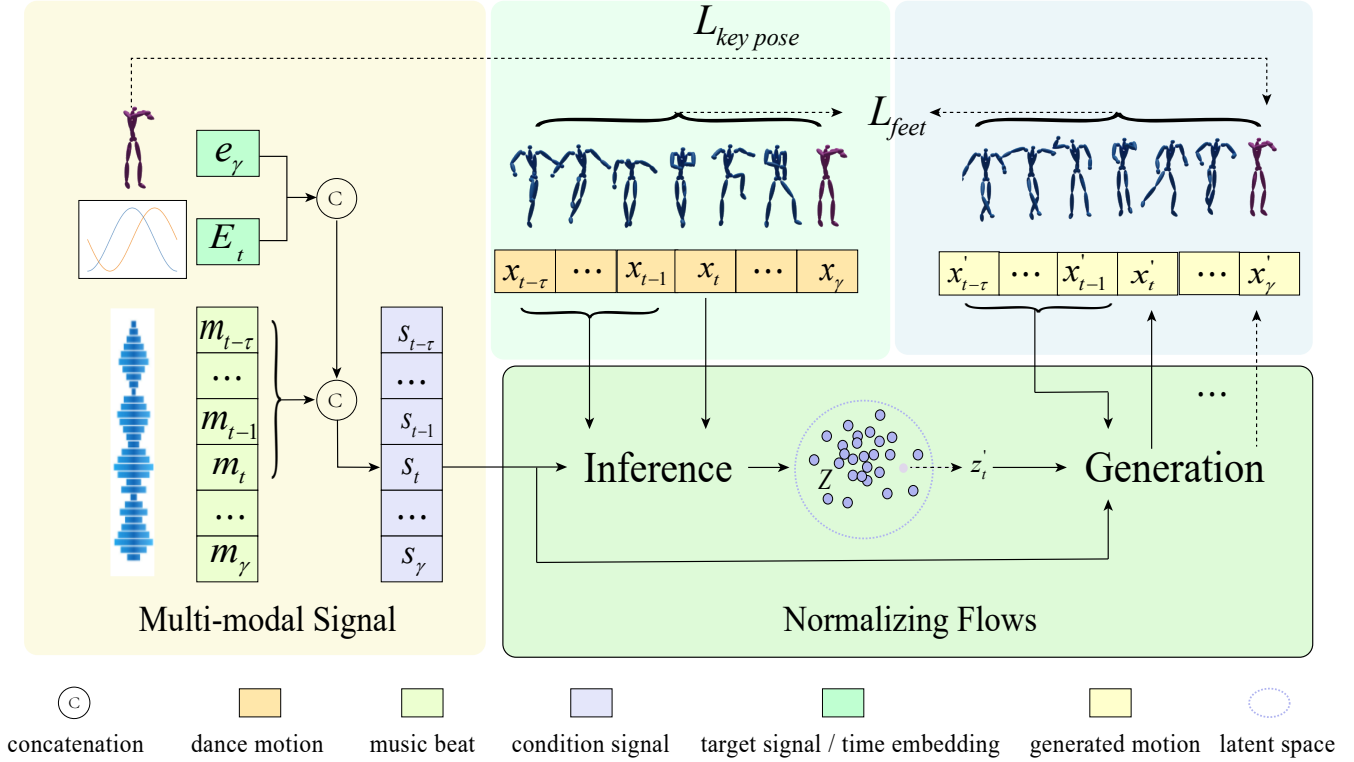 L_{key pose}
L_{feet}
e_γ
C
E_t
x_{t-τ} ... x_{t-1} x_t ... x_γ
x'_{t-τ} ... x'_{t-1} x'_t ... x'_γ
m_{t-τ}
...
m_{t-1}
m_t
...
m_γ
C
s_{t-τ}
...
s_{t-1}
s_t
...
s_γ
...
Inference
Z
z'_t
Generation
Multi-modal Signal
Normalizing Flows
C
concatenation
dance motion
music beat
condition signal
target signal / time embedding
generated motion
latent space